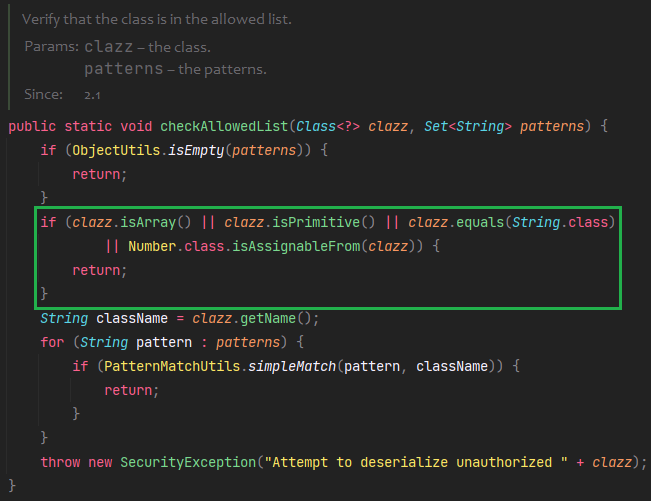 Verify that the class is in the allowed list.
Params: clazz – the class.
patterns – the patterns.
Since: 2.1
public static void checkAllowedList(Class<?> clazz, Set<String> patterns) {
    if (ObjectUtils.isEmpty(patterns)) {
        return;
    }
    if (clazz.isArray() || clazz.isPrimitive() || clazz.equals(String.class)
            || Number.class.isAssignableFrom(clazz)) {
        return;
    }
    String className = clazz.getName();
    for (String pattern : patterns) {
        if (PatternMatchUtils.simpleMatch(pattern, className)) {
            return;
        }
    }
    throw new SecurityException("Attempt to deserialize unauthorized " + clazz);
}